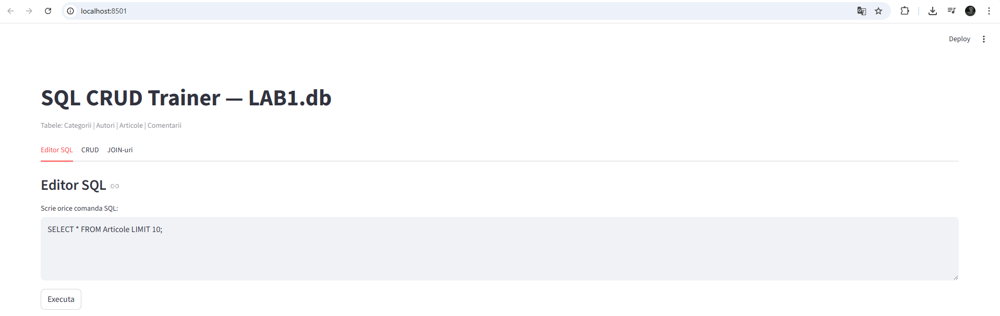 localhost:8501
Deploy
SQL CRUD Trainer — LAB1.db
Tabele: Categorii | Autori | Articole | Comentarii
Editor SQL CRUD JOIN-uri
Editor SQL
Scrie orice comanda SQL:
SELECT * FROM Articole LIMIT 10;
Executa